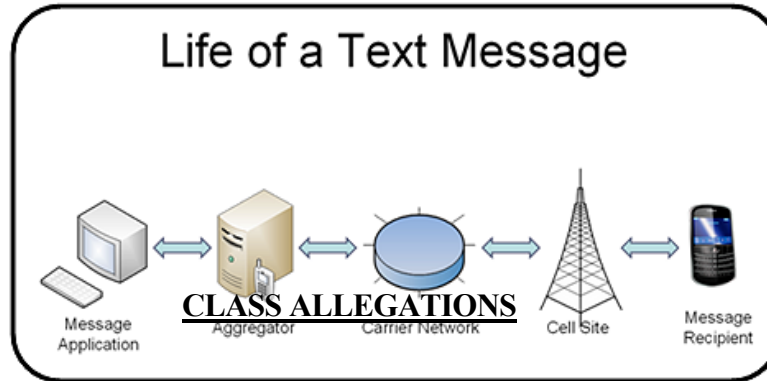 Life of a Text Message
CLASS ALLEGATIONS
Message
Application
Aggregator
Carrier Network
Cell Site
Message
Recipient